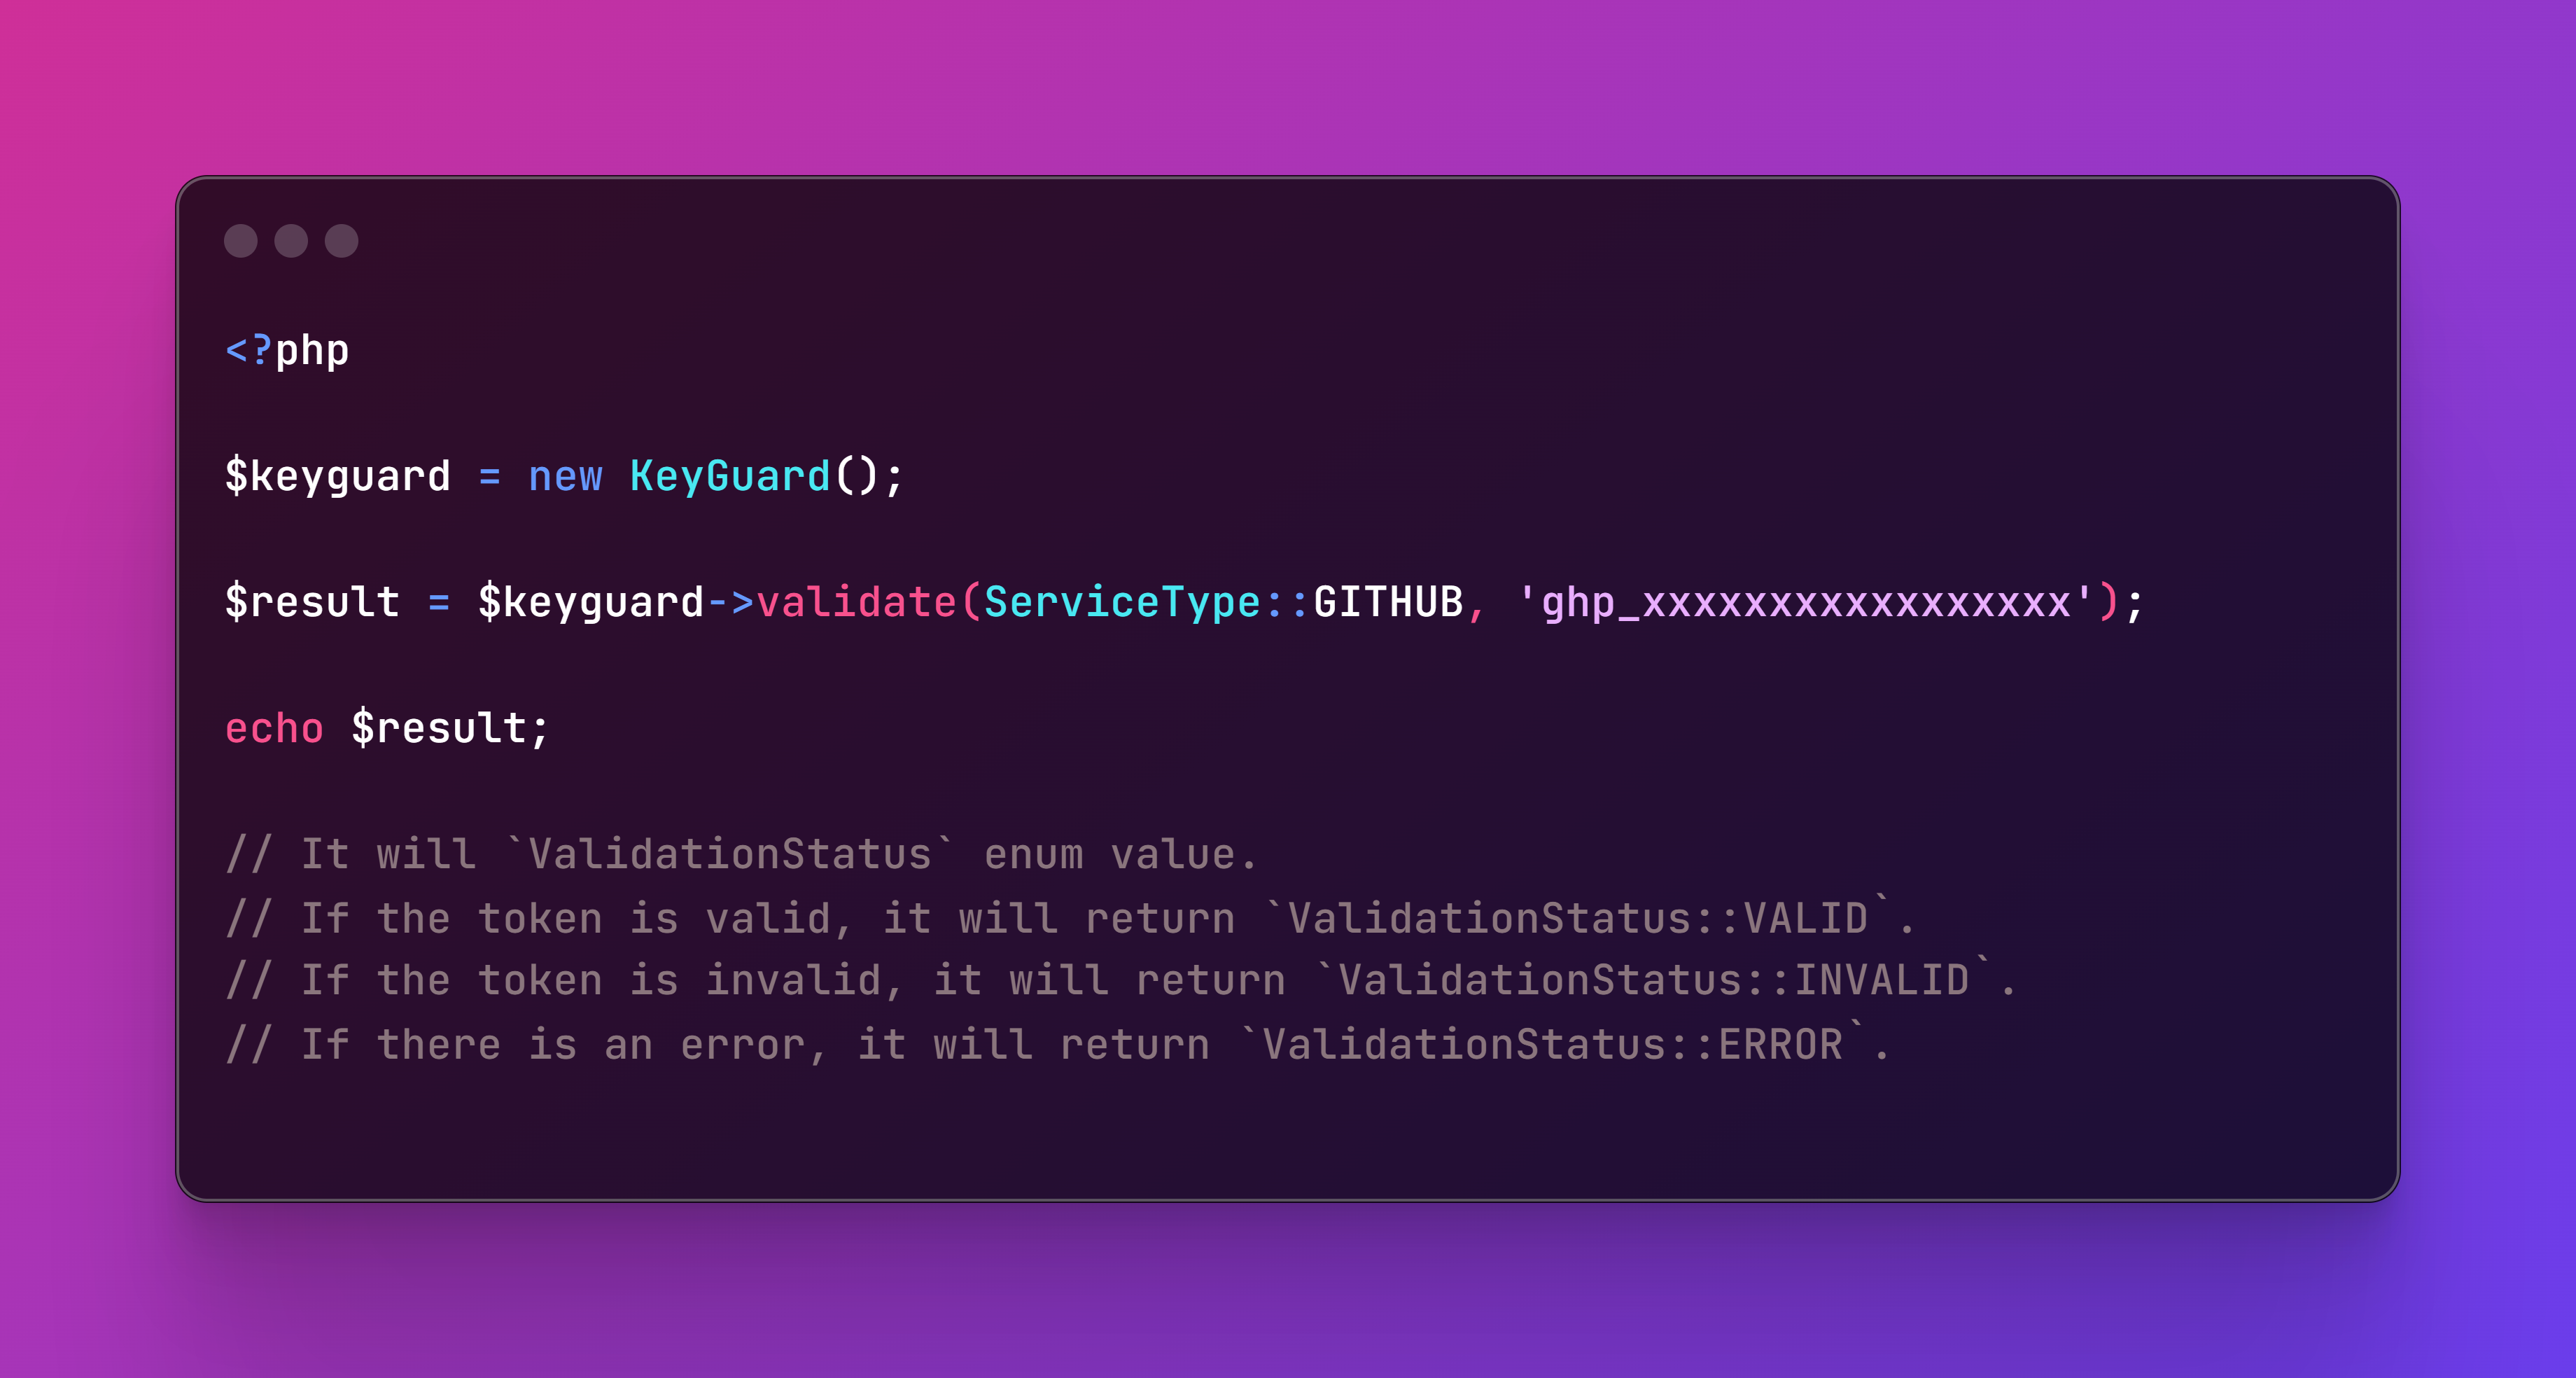 <?php
$keyguard = new KeyGuard();
$result = $keyguard->validate(ServiceType::GITHUB, 'ghp_xxxxxxxxxxxxxxxxx');
echo $result;
// It will `ValidationStatus` enum value.
// If the token is valid, it will return `ValidationStatus::VALID`.
// If the token is invalid, it will return `ValidationStatus::INVALID`.
// If there is an error, it will return `ValidationStatus::ERROR`.